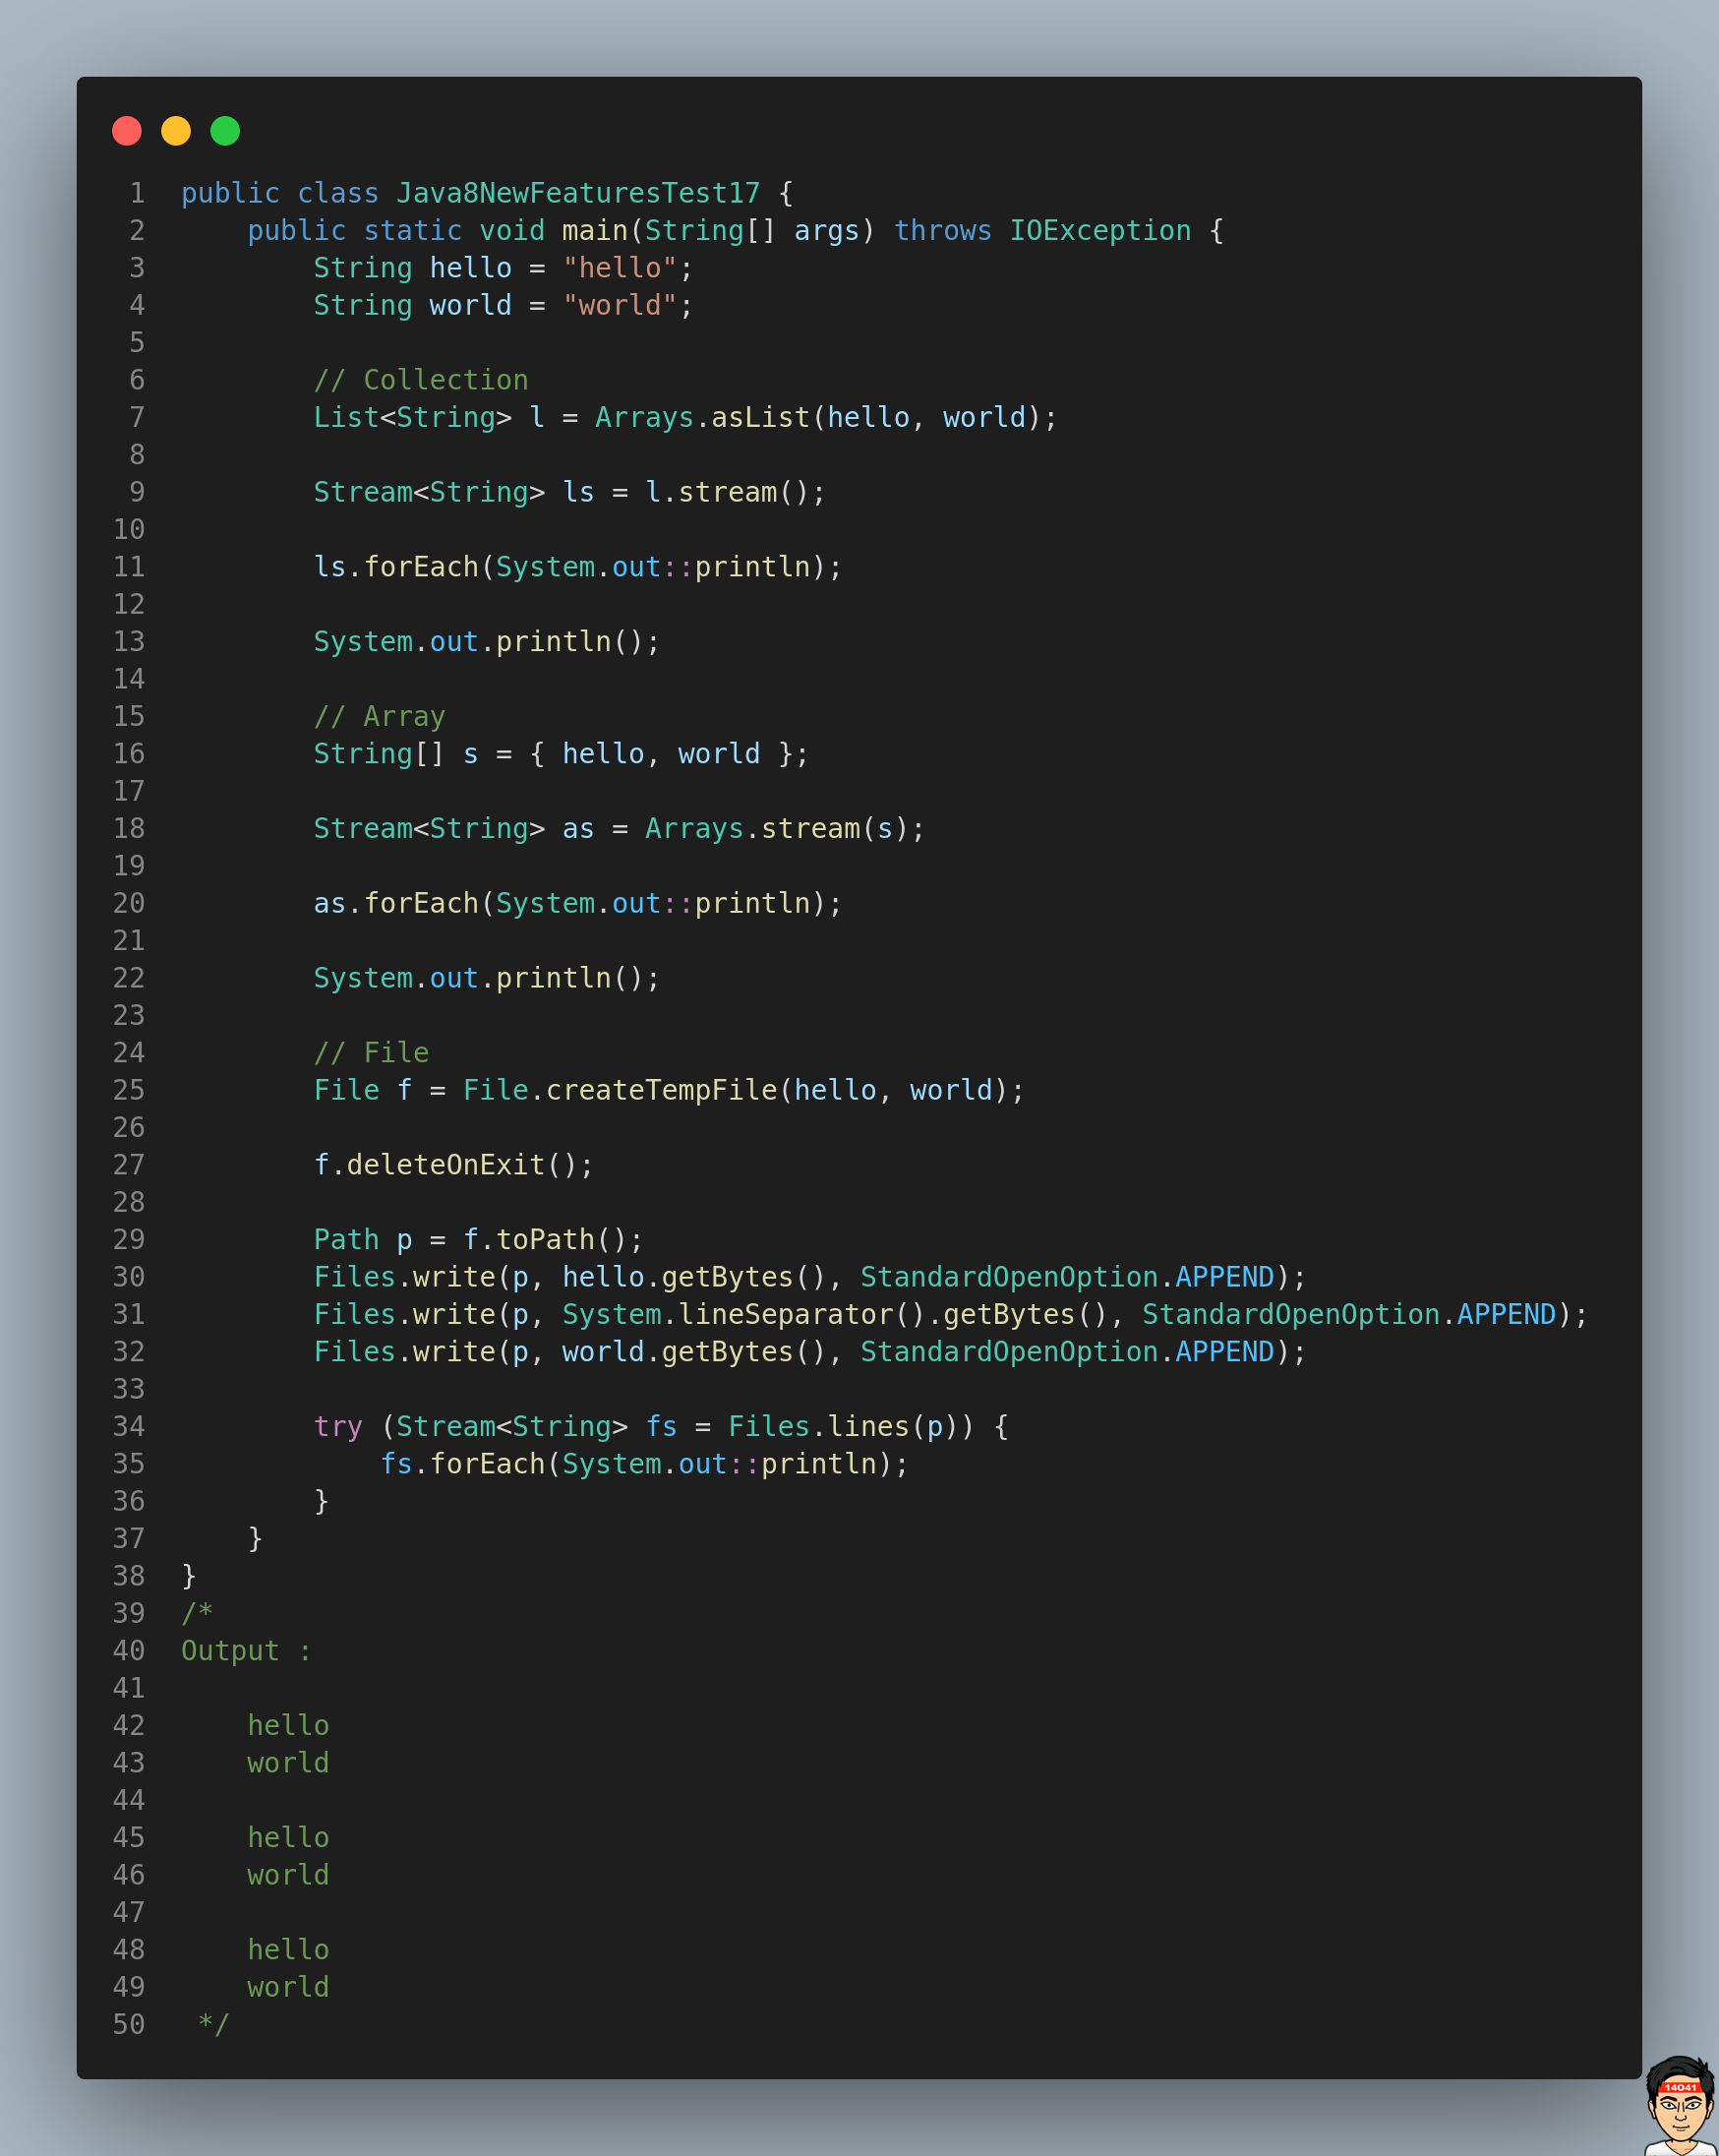 1 public class Java8NewFeaturesTest17 {
2     public static void main(String[] args) throws IOException {
3         String hello = "hello";
4         String world = "world";
5
6         // Collection
7         List<String> l = Arrays.asList(hello, world);
8
9         Stream<String> ls = l.stream();
10
11         ls.forEach(System.out::println);
12
13         System.out.println();
14
15         // Array
16         String[] s = { hello, world };
17
18         Stream<String> as = Arrays.stream(s);
19
20         as.forEach(System.out::println);
21
22         System.out.println();
23
24         // File
25         File f = File.createTempFile(hello, world);
26
27         f.deleteOnExit();
28
29         Path p = f.toPath();
30         Files.write(p, hello.getBytes(), StandardOpenOption.APPEND);
31         Files.write(p, System.lineSeparator().getBytes(), StandardOpenOption.APPEND);
32         Files.write(p, world.getBytes(), StandardOpenOption.APPEND);
33
34         try (Stream<String> fs = Files.lines(p)) {
35             fs.forEach(System.out::println);
36         }
37     }
38 }
39 /*
40 Output :
41
42     hello
43     world
44
45     hello
46     world
47
48     hello
49     world
50  */
14041